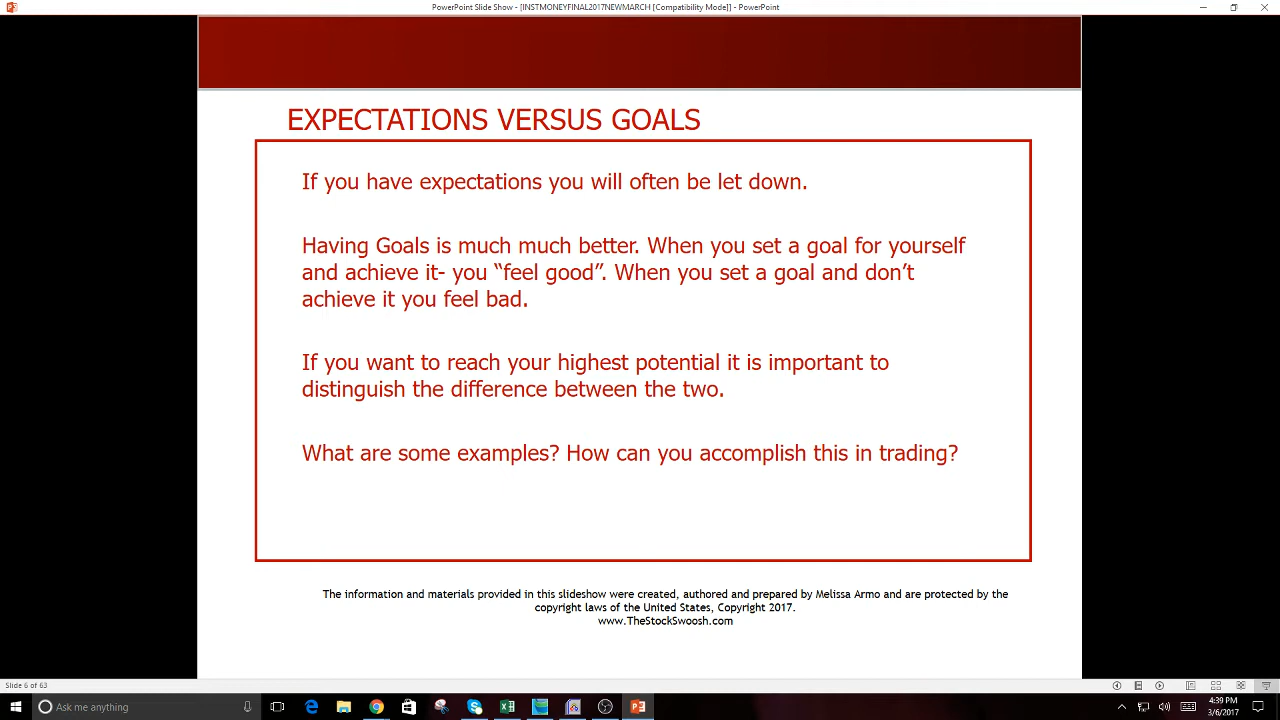 PowerPoint Slide Show - [INSTMONEYFINAL2017NEWMARCH [Compatibility Mode]] - PowerPoint
EXPECTATIONS VERSUS GOALS
If you have expectations you will often be let down.
Having Goals is much much better. When you set a goal for yourself
and achieve it- you “feel good”. When you set a goal and don’t
achieve it you feel bad.
If you want to reach your highest potential it is important to
distinguish the difference between the two.
What are some examples? How can you accomplish this in trading?
The information and materials provided in this slideshow were created, authored and prepared by Melissa Armo and are protected by the
copyright laws of the United States, Copyright 2017.
www.TheStockSwoosh.com
Slide 6 of 63
Ask me anything
4:39 PM
3/6/2017